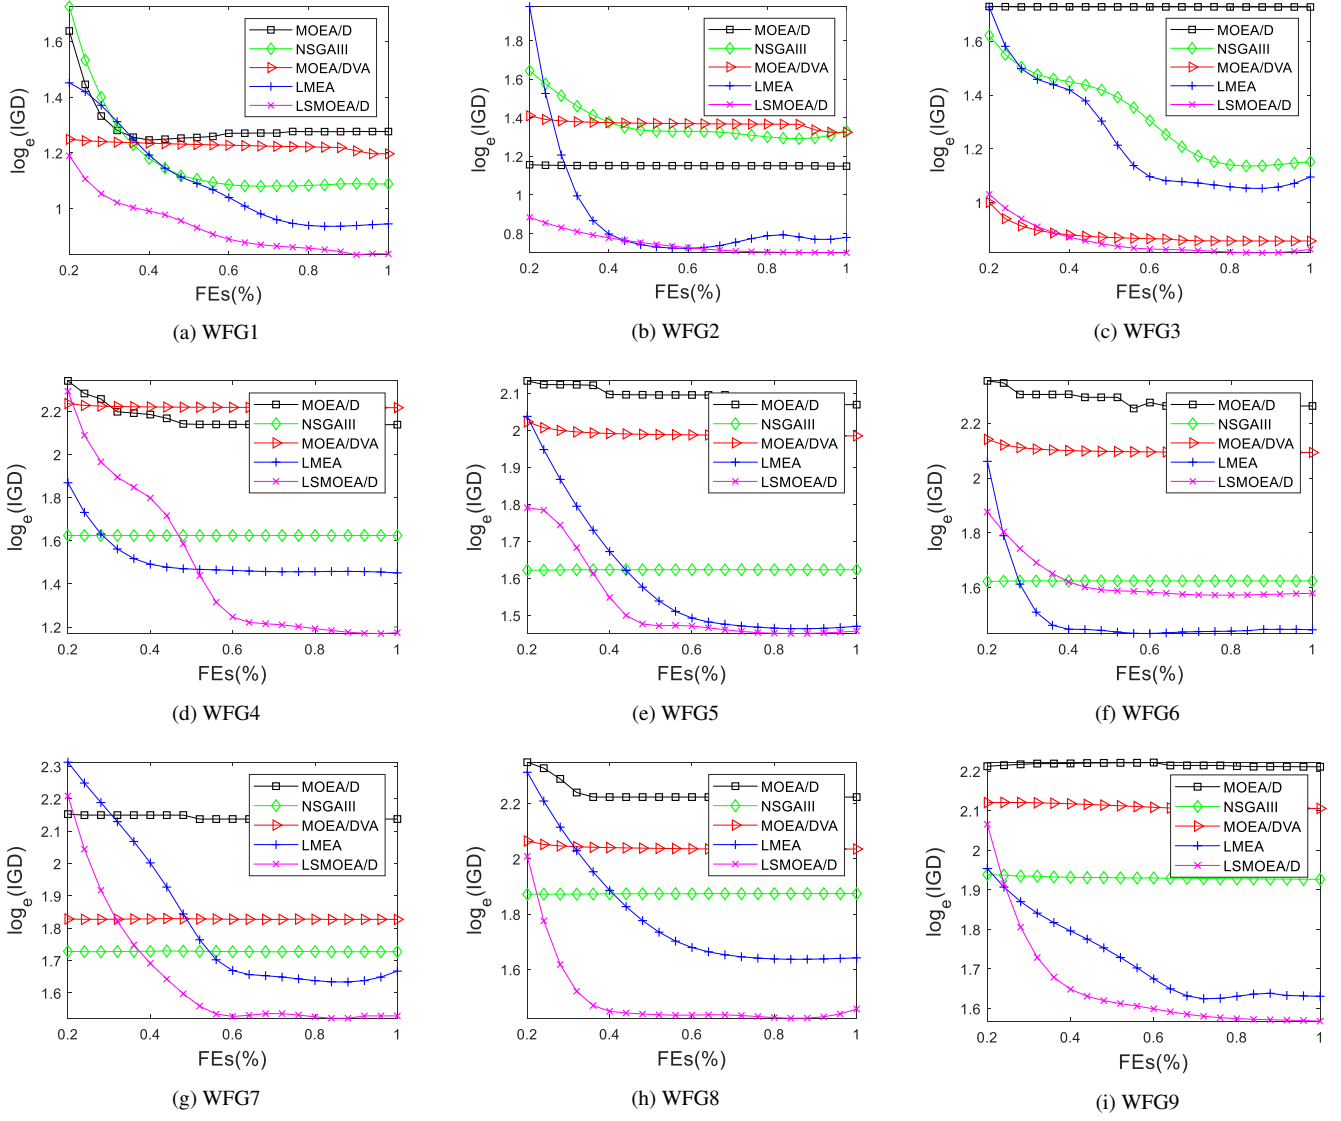 1.6
1.4
1.2
1
log_e(IGD)
MOEA/D
NSGAIII
MOEA/DVA
LMEA
LSMOEA/D
0.2 0.4 0.6 0.8 1
FEs(%)
(a) WFG1
1.8
1.6
1.4
1.2
1
0.8
log_e(IGD)
MOEA/D
NSGAIII
MOEA/DVA
LMEA
LSMOEA/D
0.2 0.4 0.6 0.8 1
FEs(%)
(b) WFG2
1.6
1.4
1.2
1
log_e(IGD)
MOEA/D
NSGAIII
MOEA/DVA
LMEA
LSMOEA/D
0.2 0.4 0.6 0.8 1
FEs(%)
(c) WFG3
2.2
2
1.8
1.6
1.4
1.2
log_e(IGD)
MOEA/D
NSGAIII
MOEA/DVA
LMEA
LSMOEA/D
0.2 0.4 0.6 0.8 1
FEs(%)
(d) WFG4
2.1
2
1.9
1.8
1.7
1.6
1.5
log_e(IGD)
MOEA/D
NSGAIII
MOEA/DVA
LMEA
LSMOEA/D
0.2 0.4 0.6 0.8 1
FEs(%)
(e) WFG5
2.2
2
1.8
1.6
log_e(IGD)
MOEA/D
NSGAIII
MOEA/DVA
LMEA
LSMOEA/D
0.2 0.4 0.6 0.8 1
FEs(%)
(f) WFG6
2.3
2.2
2.1
2
1.9
1.8
1.7
1.6
log_e(IGD)
MOEA/D
NSGAIII
MOEA/DVA
LMEA
LSMOEA/D
0.2 0.4 0.6 0.8 1
FEs(%)
(g) WFG7
2.2
2
1.8
1.6
log_e(IGD)
MOEA/D
NSGAIII
MOEA/DVA
LMEA
LSMOEA/D
0.2 0.4 0.6 0.8 1
FEs(%)
(h) WFG8
2.2
2.1
2
1.9
1.8
1.7
1.6
log_e(IGD)
MOEA/D
NSGAIII
MOEA/DVA
LMEA
LSMOEA/D
0.2 0.4 0.6 0.8 1
FEs(%)
(i) WFG9